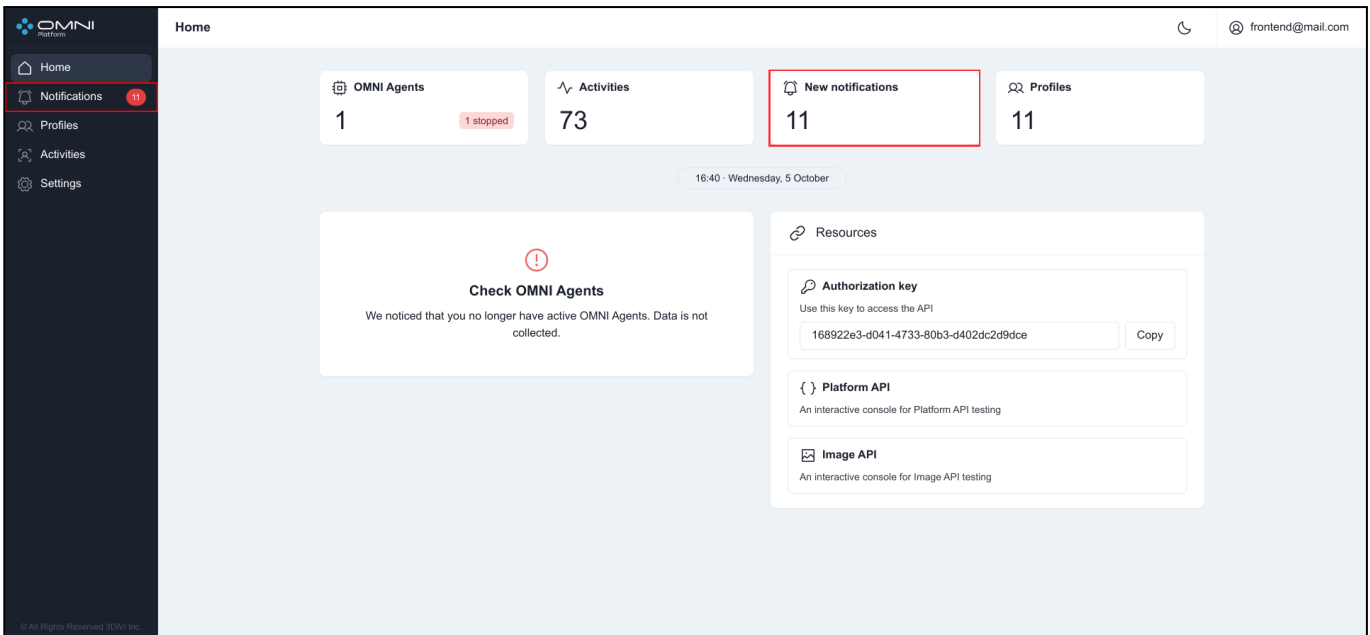 OMNI
Platform
Home
frontend@mail.com
Home
Notifications 11
Profiles
Activities
Settings
OMNI Agents
1 1 stopped
Activities
73
New notifications
11
Profiles
11
16:40 · Wednesday, 5 October
Check OMNI Agents
We noticed that you no longer have active OMNI Agents. Data is not
collected.
Resources
Authorization key
Use this key to access the API
168922e3-d041-4733-80b3-d402dc2d9dce Copy
{ } Platform API
An interactive console for Platform API testing
Image API
An interactive console for Image API testing
© All Rights Reserved 3DiVi Inc.